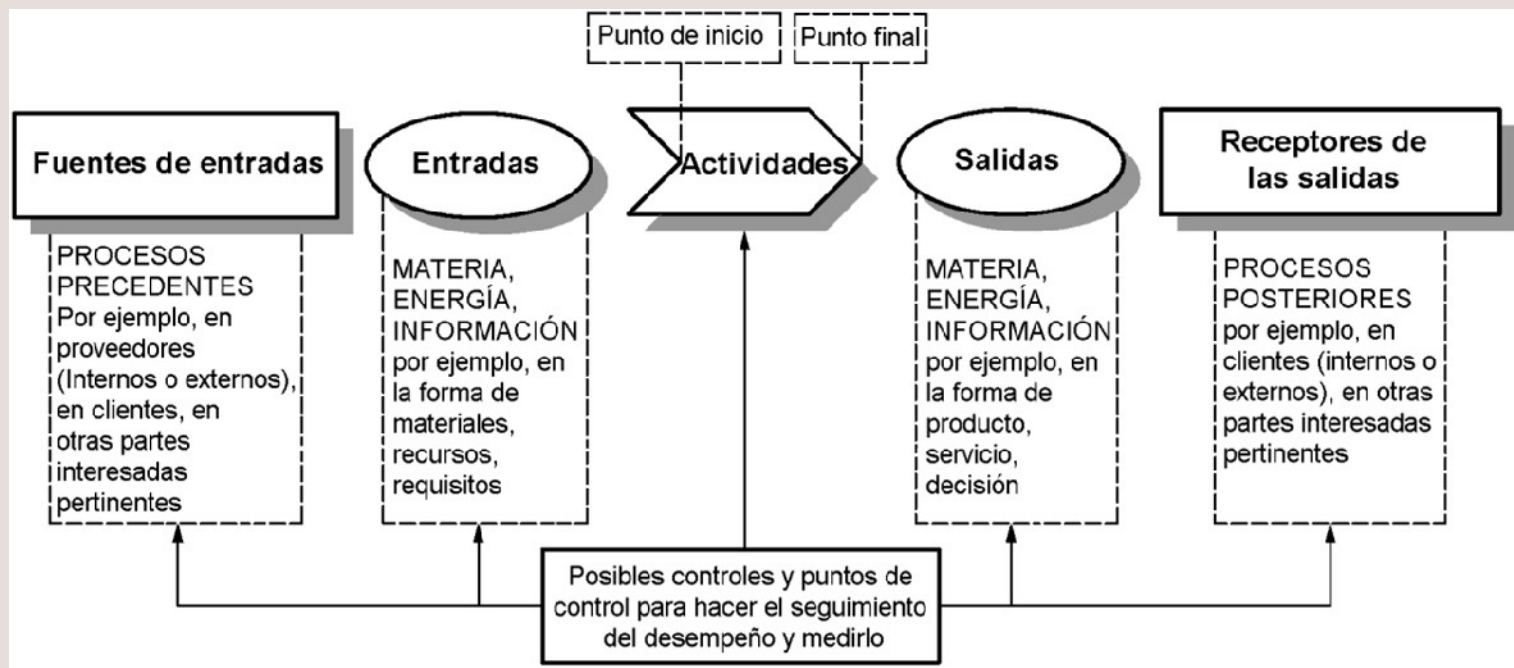 Punto de inicio
Punto final
Fuentes de entradas
Entradas
Actividades
Salidas
Receptores de
las salidas
PROCESOS
PRECEDENTES
Por ejemplo, en
proveedores
(Internos o externos),
en clientes, en
otras partes
interesadas
pertinentes
MATERIA,
ENERGÍA,
INFORMACIÓN
por ejemplo, en
la forma de
materiales,
recursos,
requisitos
MATERIA,
ENERGÍA,
INFORMACIÓN
por ejemplo, en
la forma de
producto,
servicio,
decisión
PROCESOS
POSTERIORES
por ejemplo, en
clientes (internos o
externos), en otras
partes interesadas
pertinentes
Posibles controles y puntos de
control para hacer el seguimiento
del desempeño y medirlo